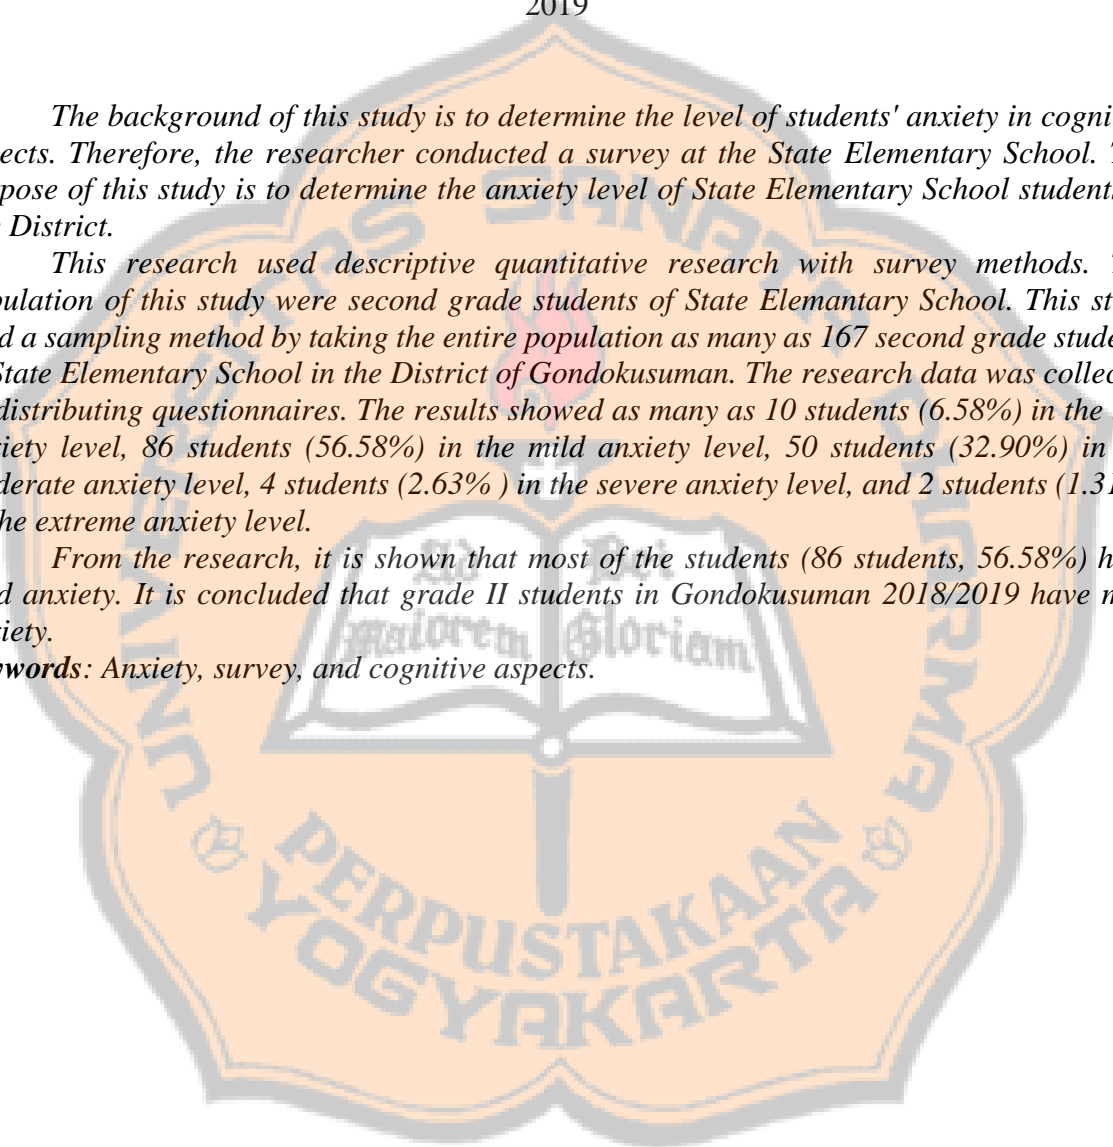 2019
The background of this study is to determine the level of students' anxiety in cogni
ects. Therefore, the researcher conducted a survey at the State Elementary School. T
pose of this study is to determine the anxiety level of State Elementary School student
District.
This research used descriptive quantitative research with survey methods. T
pulation of this study were second grade students of State Elemantary School. This st
d a sampling method by taking the entire population as many as 167 second grade stude
State Elementary School in the District of Gondokusuman. The research data was collec
distributing questionnaires. The results showed as many as 10 students (6.58%) in the
iety level, 86 students (56.58%) in the mild anxiety level, 50 students (32.90%) in
derate anxiety level, 4 students (2.63% ) in the severe anxiety level, and 2 students (1.31
he extreme anxiety level.
From the research, it is shown that most of the students (86 students, 56.58%) h
d anxiety. It is concluded that grade II students in Gondokusuman 2018/2019 have m
iety.
ywords: Anxiety, survey, and cognitive aspects.
UNIVERSITAS SANATA DHARMA
Ad Dei
Maiorem Gloriam
PERPUSTAKAAN
YOGYAKARTA